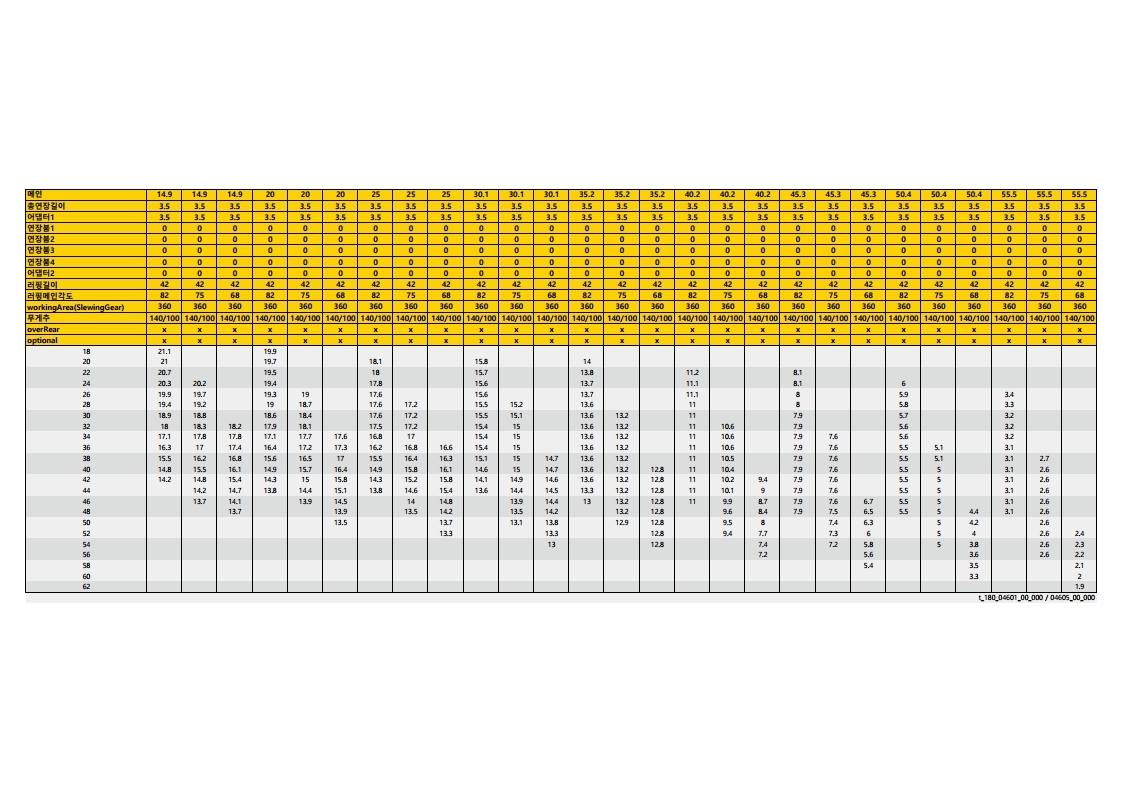 메인 14.9 14.9 14.9 20 20 20 25 25 25 30.1 30.1 30.1 35.2 35.2 35.2 40.2 40.2 40.2 45.3 45.3 45.3 50.4 50.4 50.4 55.5 55.5 55.5
총연장길이 3.5 3.5 3.5 3.5 3.5 3.5 3.5 3.5 3.5 3.5 3.5 3.5 3.5 3.5 3.5 3.5 3.5 3.5 3.5 3.5 3.5 3.5 3.5 3.5 3.5 3.5 3.5
어댑터1 3.5 3.5 3.5 3.5 3.5 3.5 3.5 3.5 3.5 3.5 3.5 3.5 3.5 3.5 3.5 3.5 3.5 3.5 3.5 3.5 3.5 3.5 3.5 3.5 3.5 3.5 3.5
연장붐1 0 0 0 0 0 0 0 0 0 0 0 0 0 0 0 0 0 0 0 0 0 0 0 0 0 0 0
연장붐2 0 0 0 0 0 0 0 0 0 0 0 0 0 0 0 0 0 0 0 0 0 0 0 0 0 0 0
연장붐3 0 0 0 0 0 0 0 0 0 0 0 0 0 0 0 0 0 0 0 0 0 0 0 0 0 0 0
연장붐4 0 0 0 0 0 0 0 0 0 0 0 0 0 0 0 0 0 0 0 0 0 0 0 0 0 0 0
어댑터2 0 0 0 0 0 0 0 0 0 0 0 0 0 0 0 0 0 0 0 0 0 0 0 0 0 0 0
러핑길이 42 42 42 42 42 42 42 42 42 42 42 42 42 42 42 42 42 42 42 42 42 42 42 42 42 42 42
러핑메인각도 82 75 68 82 75 68 82 75 68 82 75 68 82 75 68 82 75 68 82 75 68 82 75 68 82 75 68
workingArea(SlewingGear) 360 360 360 360 360 360 360 360 360 360 360 360 360 360 360 360 360 360 360 360 360 360 360 360 360 360 360
무게추 140/100 140/100 140/100 140/100 140/100 140/100 140/100 140/100 140/100 140/100 140/100 140/100 140/100 140/100 140/100 140/100 140/100 140/100 140/100 140/100 140/100 140/100 140/100 140/100 140/100 140/100 140/100
overRear x x x x x x x x x x x x x x x x x x x x x x x x x x x
optional x x x x x x x x x x x x x x x x x x x x x x x x x x x
18 21.1 19.9
20 21 19.7 18.1 15.8 14
22 20.7 19.5 18 15.7 13.8 11.2 8.1
24 20.3 20.2 19.4 17.8 15.6 13.7 11.1 8.1 6
26 19.9 19.7 19.3 19 17.6 15.6 13.7 11.1 8 5.9 3.4
28 19.4 19.2 19 18.7 17.6 17.2 15.5 15.2 13.6 11 8 5.8 3.3
30 18.9 18.8 18.6 18.4 17.6 17.2 15.5 15.1 13.6 13.2 11 7.9 5.7 3.2
32 18 18.3 18.2 17.9 18.1 17.5 17.2 15.4 15 13.6 13.2 11 10.6 7.9 5.6 3.2
34 17.1 17.8 17.8 17.1 17.7 17.6 16.8 17 15.4 15 13.6 13.2 11 10.6 7.9 7.6 5.6 3.2
36 16.3 17 17.4 16.4 17.2 17.3 16.2 16.8 16.6 15.4 15 13.6 13.2 11 10.6 7.9 7.6 5.5 5.1 3.1
38 15.5 16.2 16.8 15.6 16.5 17 15.5 16.4 16.3 15.1 15 14.7 13.6 13.2 11 10.5 7.9 7.6 5.5 5.1 3.1 2.7
40 14.8 15.5 16.1 14.9 15.7 16.4 14.9 15.8 16.1 14.6 15 14.7 13.6 13.2 12.8 11 10.4 7.9 7.6 5.5 5 3.1 2.6
42 14.2 14.8 15.4 14.3 15 15.8 14.3 15.2 15.8 14.1 14.9 14.6 13.6 13.2 12.8 11 10.2 9.4 7.9 7.6 5.5 5 3.1 2.6
44 14.2 14.7 13.8 14.4 15.1 13.8 14.6 15.4 13.6 14.4 14.5 13.3 13.2 12.8 11 10.1 9 7.9 7.6 5.5 5 3.1 2.6
46 13.7 14.1 13.9 14.5 14 14.8 13.9 14.4 13 13.2 12.8 11 9.9 8.7 7.9 7.6 6.7 5.5 5 3.1 2.6
48 13.7 13.9 13.5 14.2 13.5 14.2 13.2 12.8 9.6 8.4 7.9 7.5 6.5 5.5 5 4.4 3.1 2.6
50 13.5 13.7 13.1 13.8 12.9 12.8 9.5 8 7.4 6.3 5 4.2 2.6
52 13.3 13.3 12.8 9.4 7.7 7.3 6 5 4 2.6 2.4
54 13 12.8 7.4 7.2 5.8 5 3.8 2.6 2.3
56 7.2 5.6 3.6 2.6 2.2
58 5.4 3.5 2.1
60 3.3 2
62 1.9
t_180_04601_00_000 / 04605_00_000